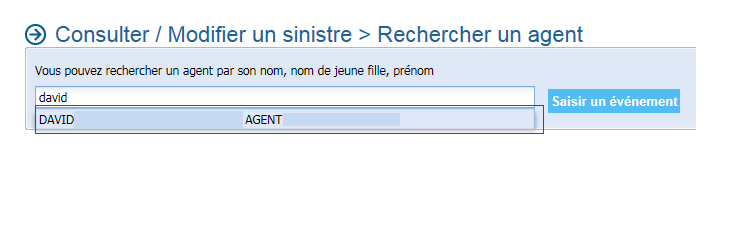 Consulter / Modifier un sinistre > Rechercher un agent
Vous pouvez rechercher un agent par son nom, nom de jeune fille, prénom
david
Saisir un événement
DAVID AGENT